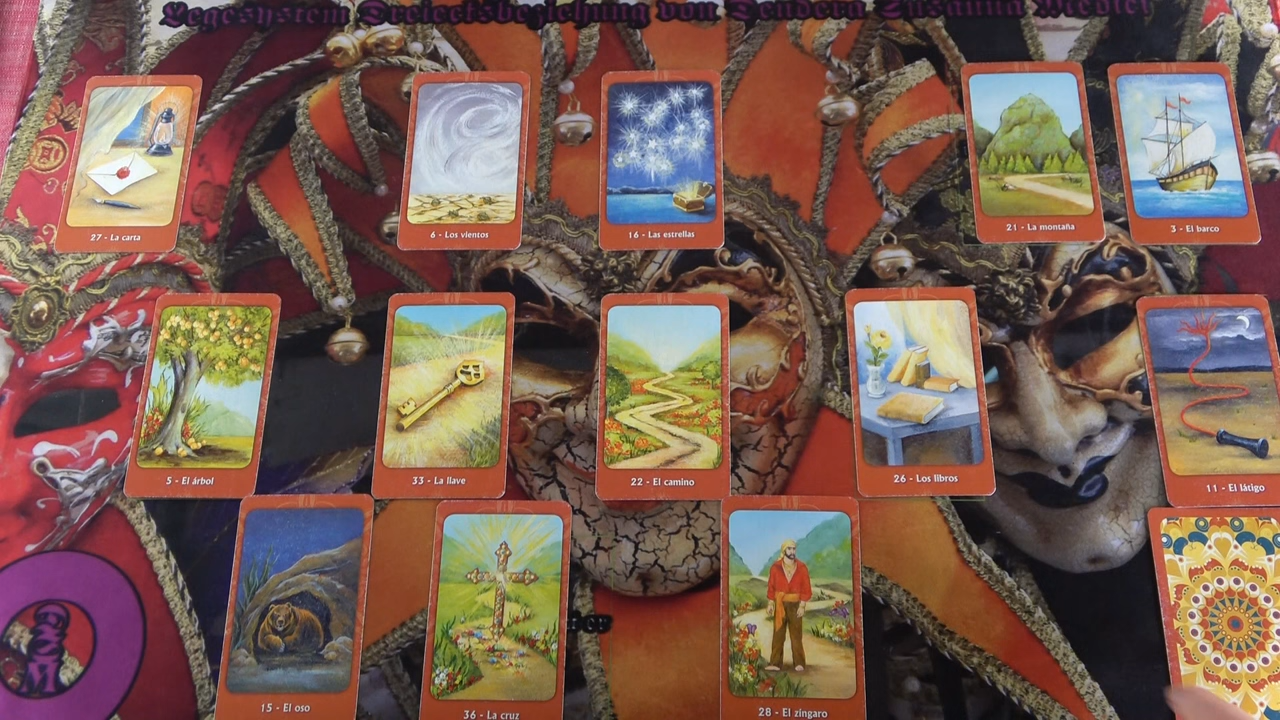 Legesystem Dreiecksbeziehung von Dendera Susanna Medici
27 - La carta
6 - Los vientos
16 - Las estrellas
21 - La montaña
3 - El barco
5 - El árbol
33 - La llave
22 - El camino
26 - Los libros
11 - El látigo
15 - El oso
36 - La cruz
28 - El zíngaro